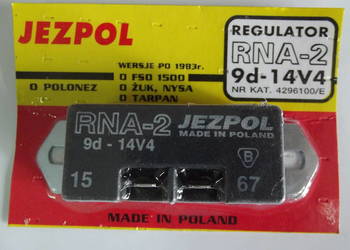 JEZPOL
REGULATOR
RNA-2
9d-14V4
NR KAT. 4296100/E
WERSJE PO 1983r.
O POLONEZ
O FSO 1500
O ŻUK, NYSA
O TARPAN
RNA-2 JEZPOL
MADE IN POLAND
9d - 14V4
B
15
67
MADE IN POLAND